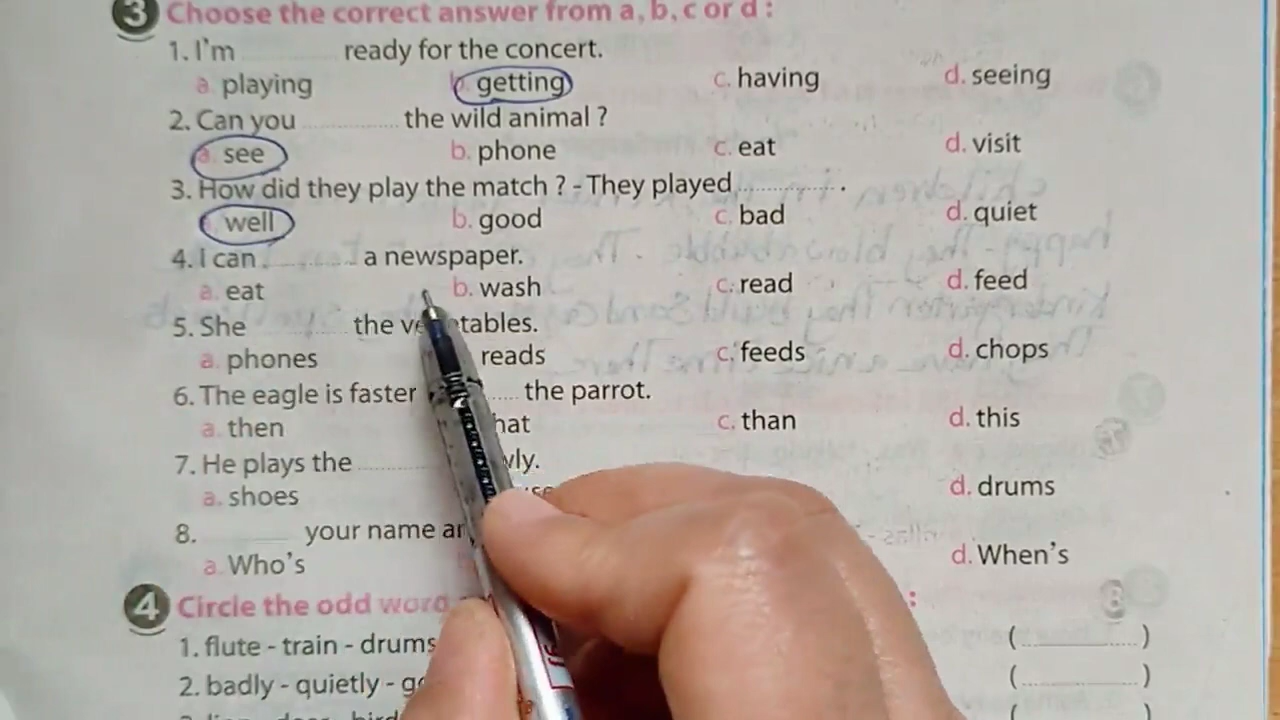 3 Choose the correct answer from a, b, c or d :
1. I'm ............ ready for the concert.
a. playing b. getting c. having d. seeing
2. Can you ............ the wild animal ?
a. see b. phone c. eat d. visit
3. How did they play the match ? - They played ............ .
well b. good c. bad d. quiet
4. I can ............ a newspaper.
a. eat b. wash c. read d. feed
5. She ............ the
a. phones reads c. feeds d. chops
6. The eagle is faster ............ the parrot.
a. then c. than d. this
7. He plays the ............
a. shoes d. drums
8. ............ your name
a. Who's d. When's
4 Circle the odd word :
1. flute - train - drums (............)
2. badly - quietly - (............)